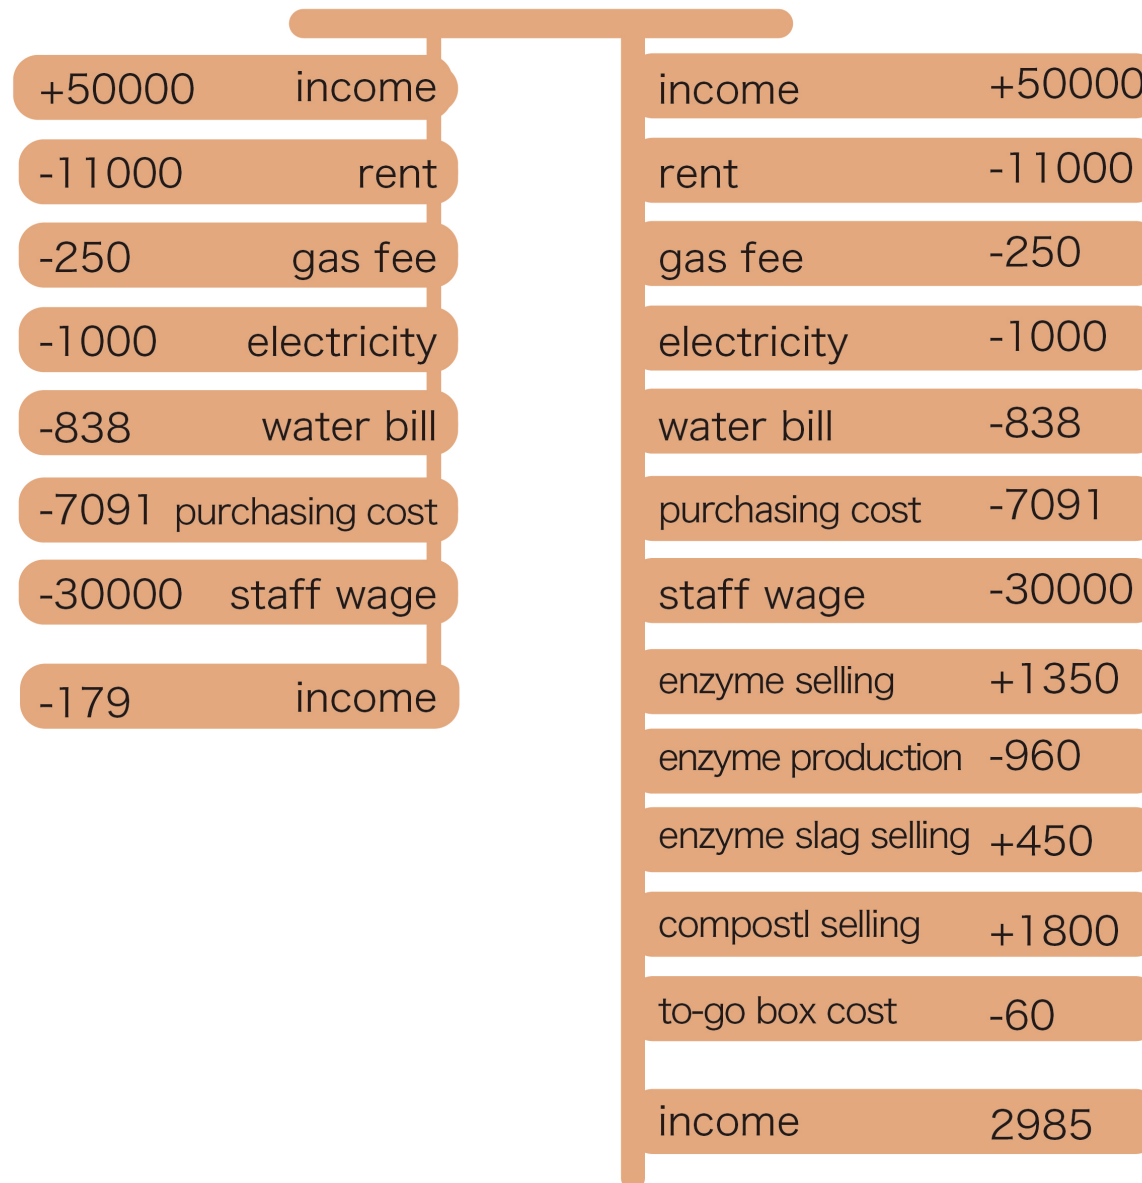 +50000 income
-11000 rent
-250 gas fee
-1000 electricity
-838 water bill
-7091 purchasing cost
-30000 staff wage
-179 income
income +50000
rent -11000
gas fee -250
electricity -1000
water bill -838
purchasing cost -7091
staff wage -30000
enzyme selling +1350
enzyme production -960
enzyme slag selling +450
compostl selling +1800
to-go box cost -60
income 2985